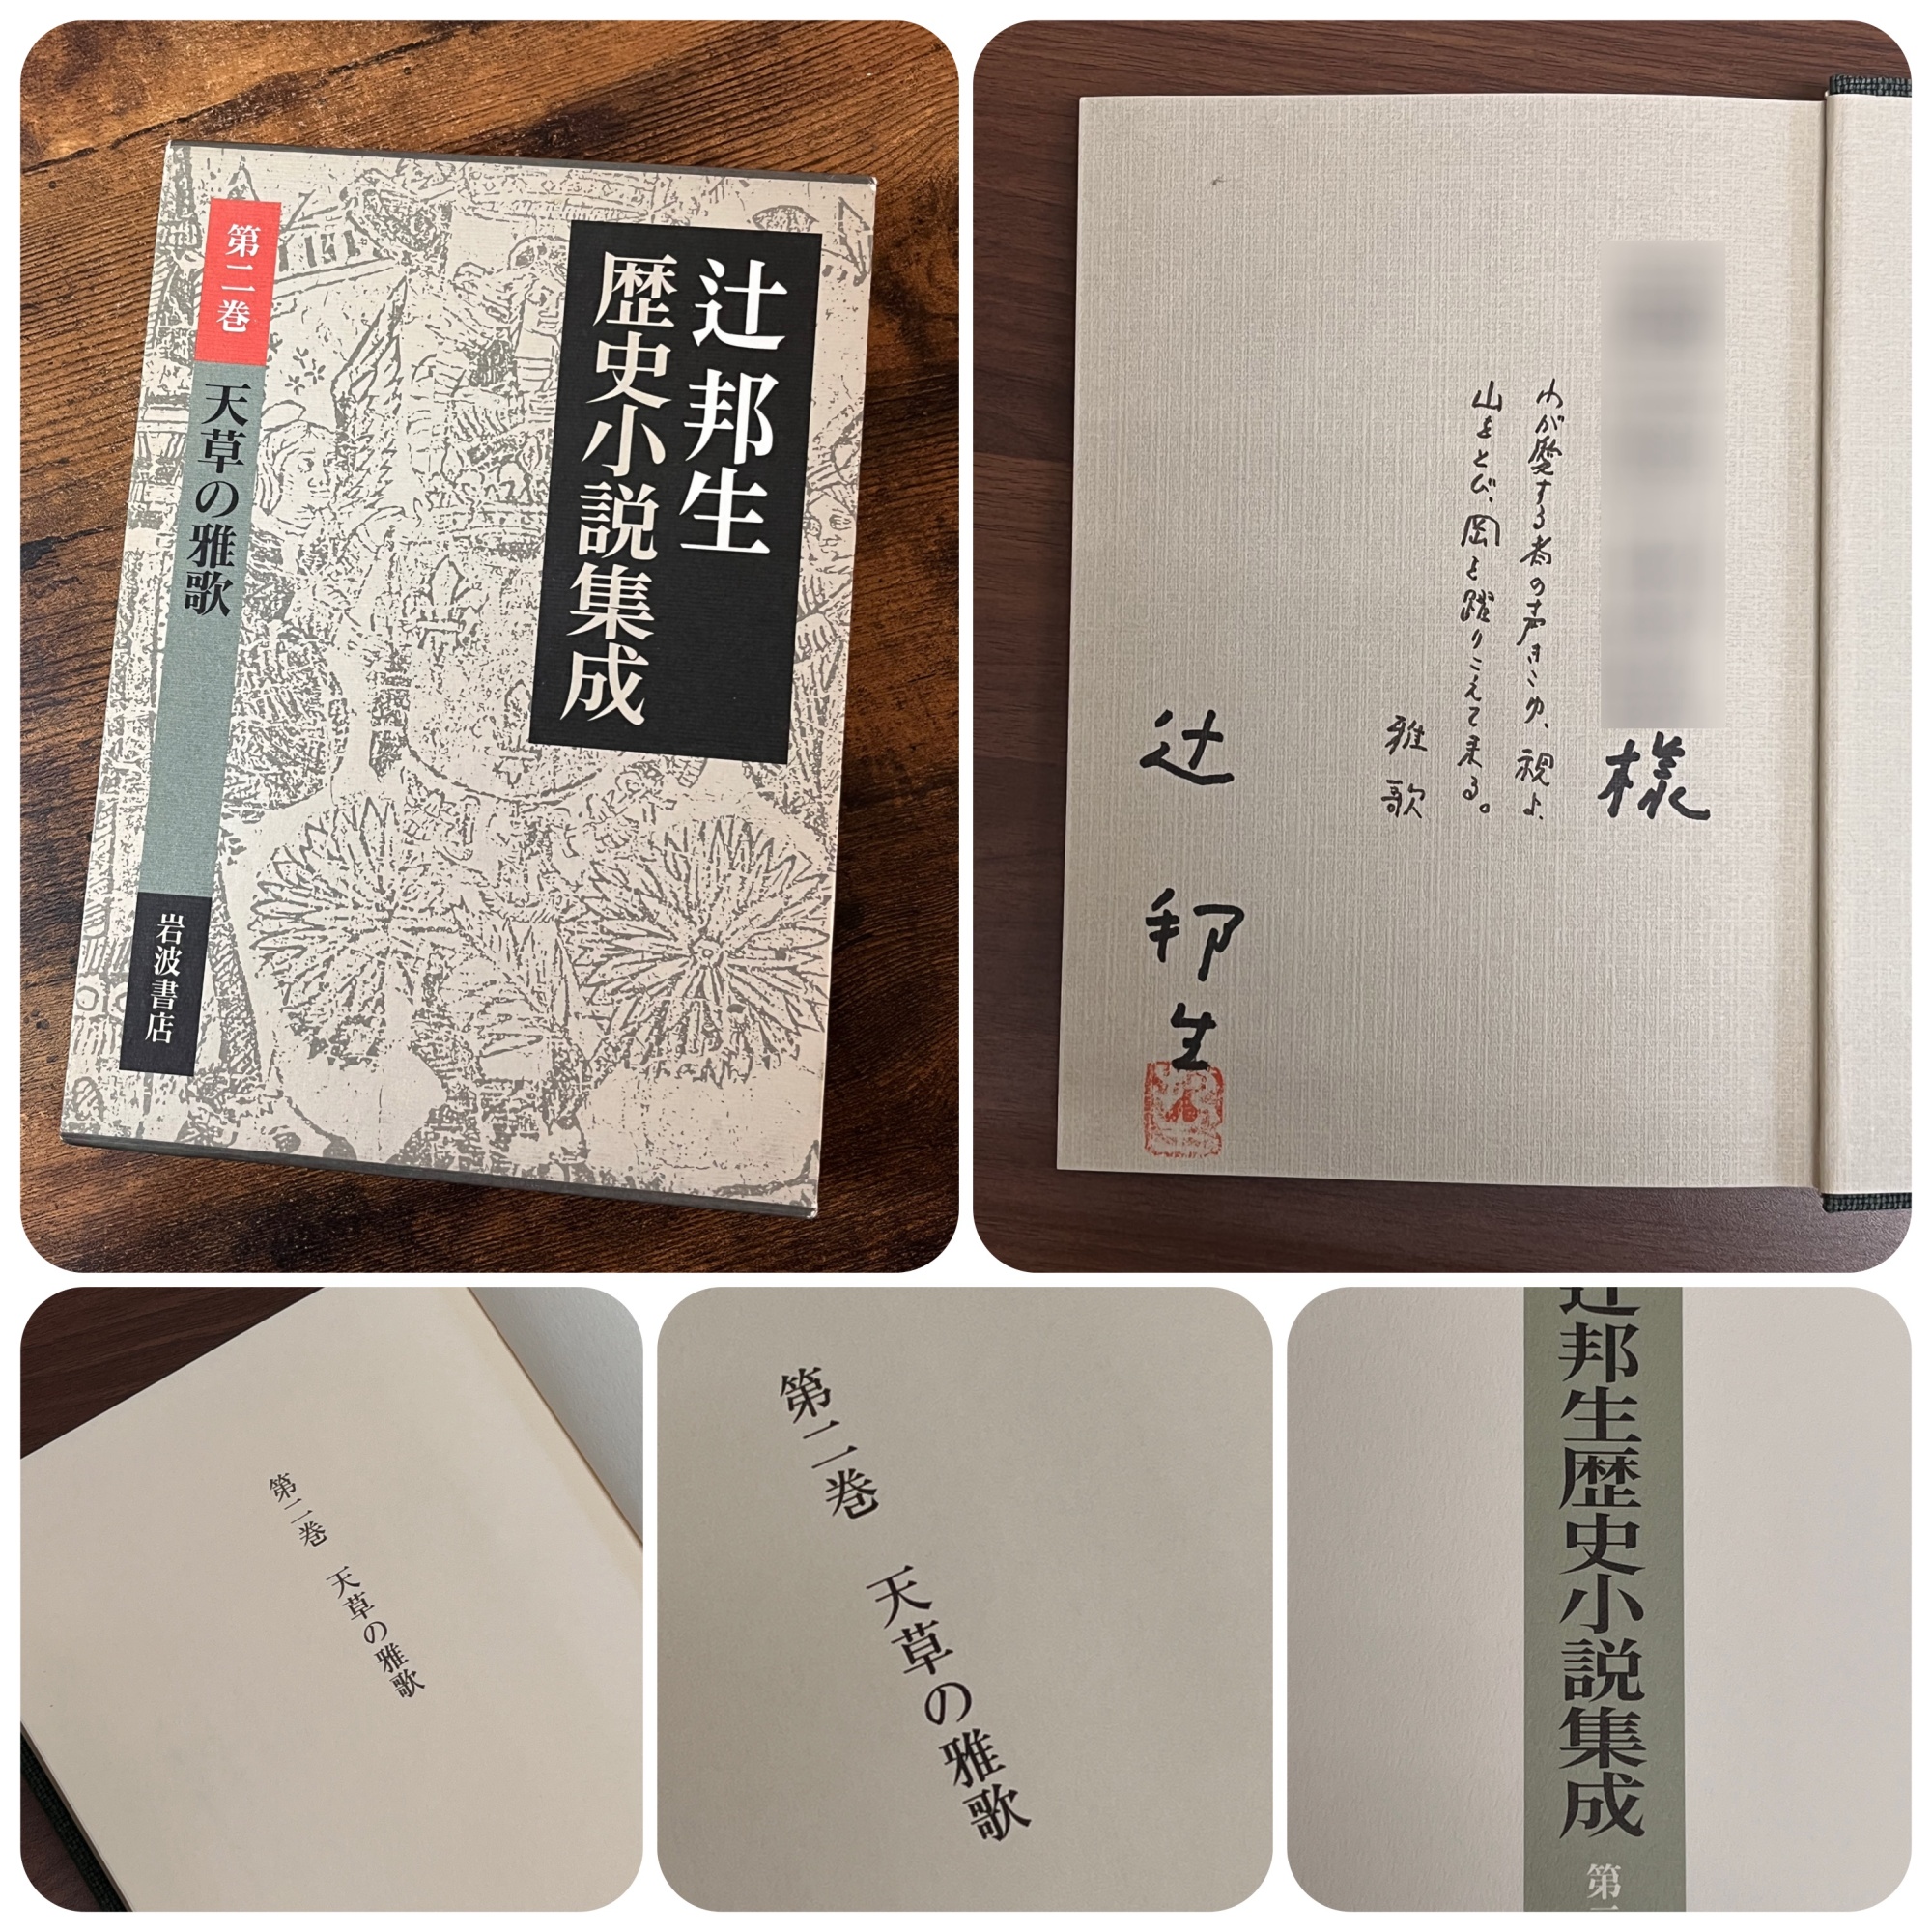 辻邦生
歴史小説集成
第二巻
天草の雅歌
岩波書店
様
わが愛する者の声きこゆ、視よ、
山をとび、岡を躍りこえて来る。
雅歌
辻邦生
第二巻 天草の雅歌
第二巻 天草の雅歌
辻邦生歴史小説集成
第二